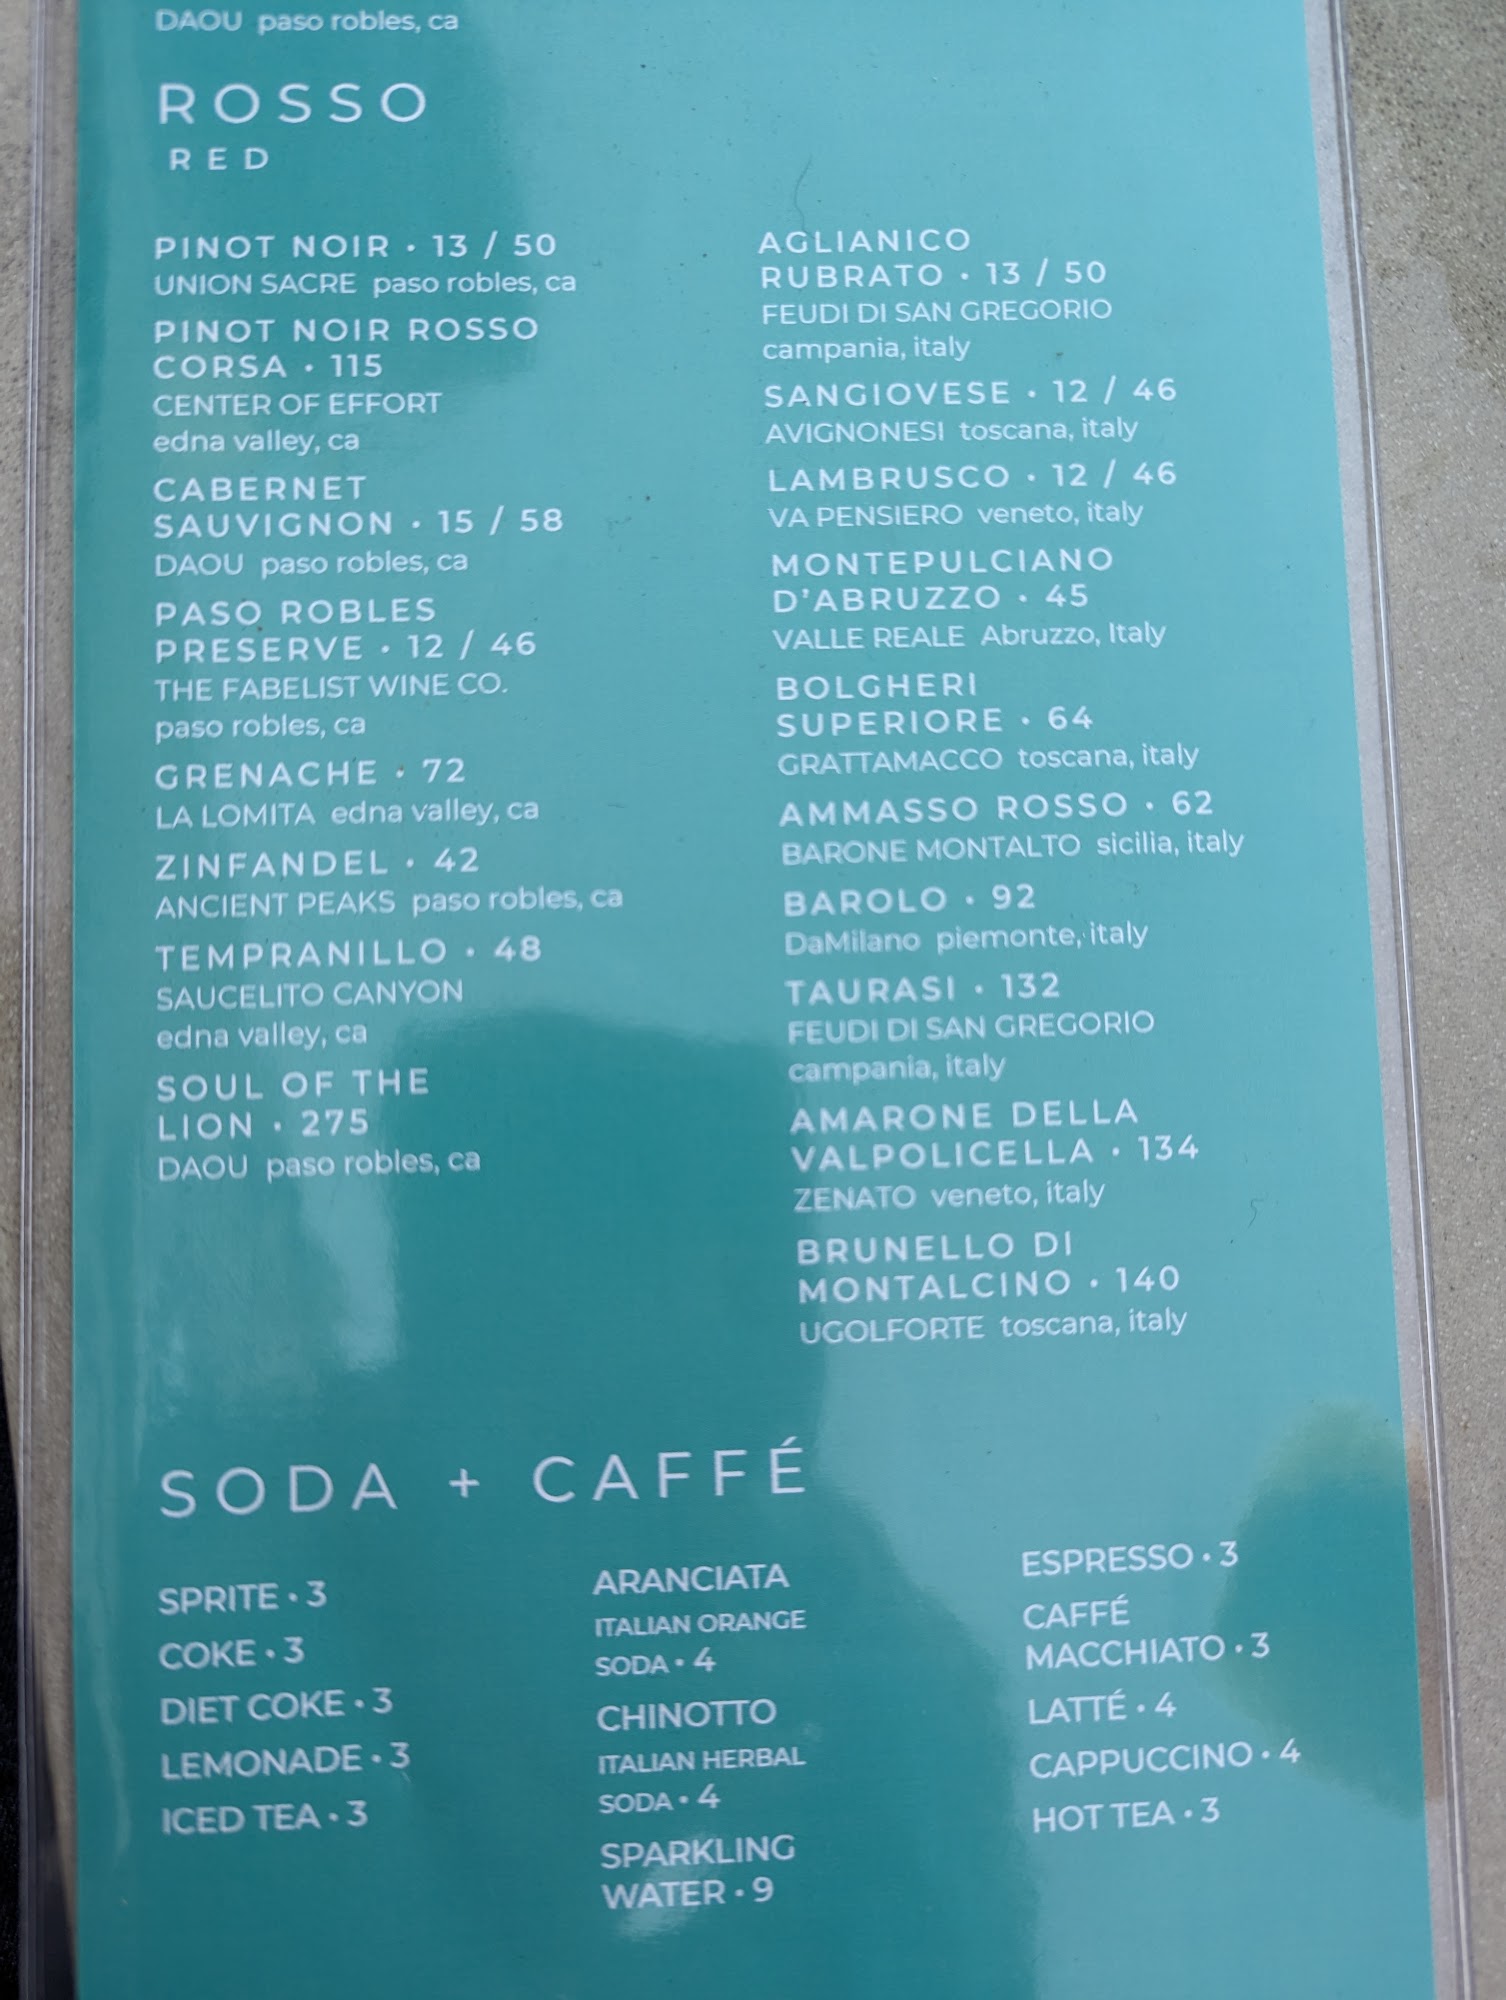 DAOU paso robles, ca
ROSSO
RED
PINOT NOIR • 13 / 50
UNION SACRE paso robles, ca
PINOT NOIR ROSSO
CORSA • 115
CENTER OF EFFORT
edna valley, ca
CABERNET
SAUVIGNON • 15 / 58
DAOU paso robles, ca
PASO ROBLES
PRESERVE • 12 / 46
THE FABELIST WINE CO.
paso robles, ca
GRENACHE • 72
LA LOMITA edna valley, ca
ZINFANDEL • 42
ANCIENT PEAKS paso robles, ca
TEMPRANILLO • 48
SAUCELITO CANYON
edna valley, ca
SOUL OF THE
LION • 275
DAOU paso robles, ca
AGLIANICO
RUBRATO • 13 / 50
FEUDI DI SAN GREGORIO
campania, italy
SANGIOVESE • 12 / 46
AVIGNONESI toscana, italy
LAMBRUSCO • 12 / 46
VA PENSIERO veneto, italy
MONTEPULCIANO
D'ABRUZZO • 45
VALLE REALE Abruzzo, Italy
BOLGHERI
SUPERIORE • 64
GRATTAMACCO toscana, italy
AMMASSO ROSSO • 62
BARONE MONTALTO sicilia, italy
BAROLO • 92
DaMilano piemonte, italy
TAURASI • 132
FEUDI DI SAN GREGORIO
campania, italy
AMARONE DELLA
VALPOLICELLA • 134
ZENATO veneto, italy
BRUNELLO DI
MONTALCINO • 140
UGOLFORTE toscana, italy
SODA + CAFFÉ
SPRITE • 3
COKE • 3
DIET COKE • 3
LEMONADE • 3
ICED TEA • 3
ARANCIATA
ITALIAN ORANGE
SODA • 4
CHINOTTO
ITALIAN HERBAL
SODA • 4
SPARKLING
WATER • 9
ESPRESSO • 3
CAFFÉ
MACCHIATO • 3
LATTÉ • 4
CAPPUCCINO • 4
HOT TEA • 3